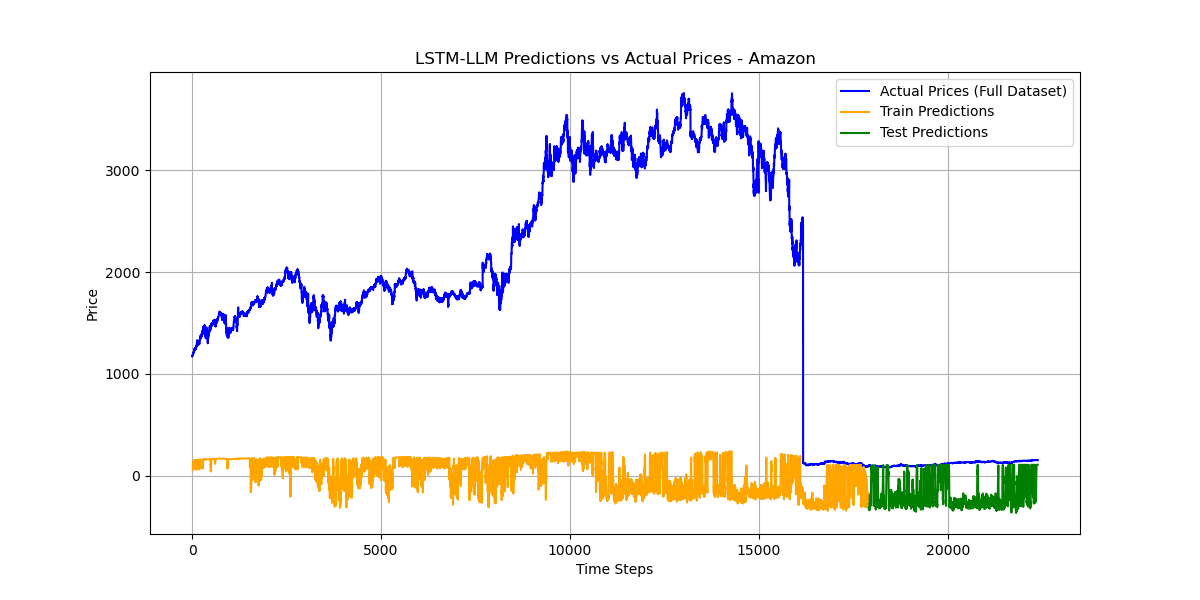 LSTM-LLM Predictions vs Actual Prices - Amazon
Actual Prices (Full Dataset)
Train Predictions
Test Predictions
Price
3000
2000
1000
0
0
5000
10000
15000
20000
Time Steps